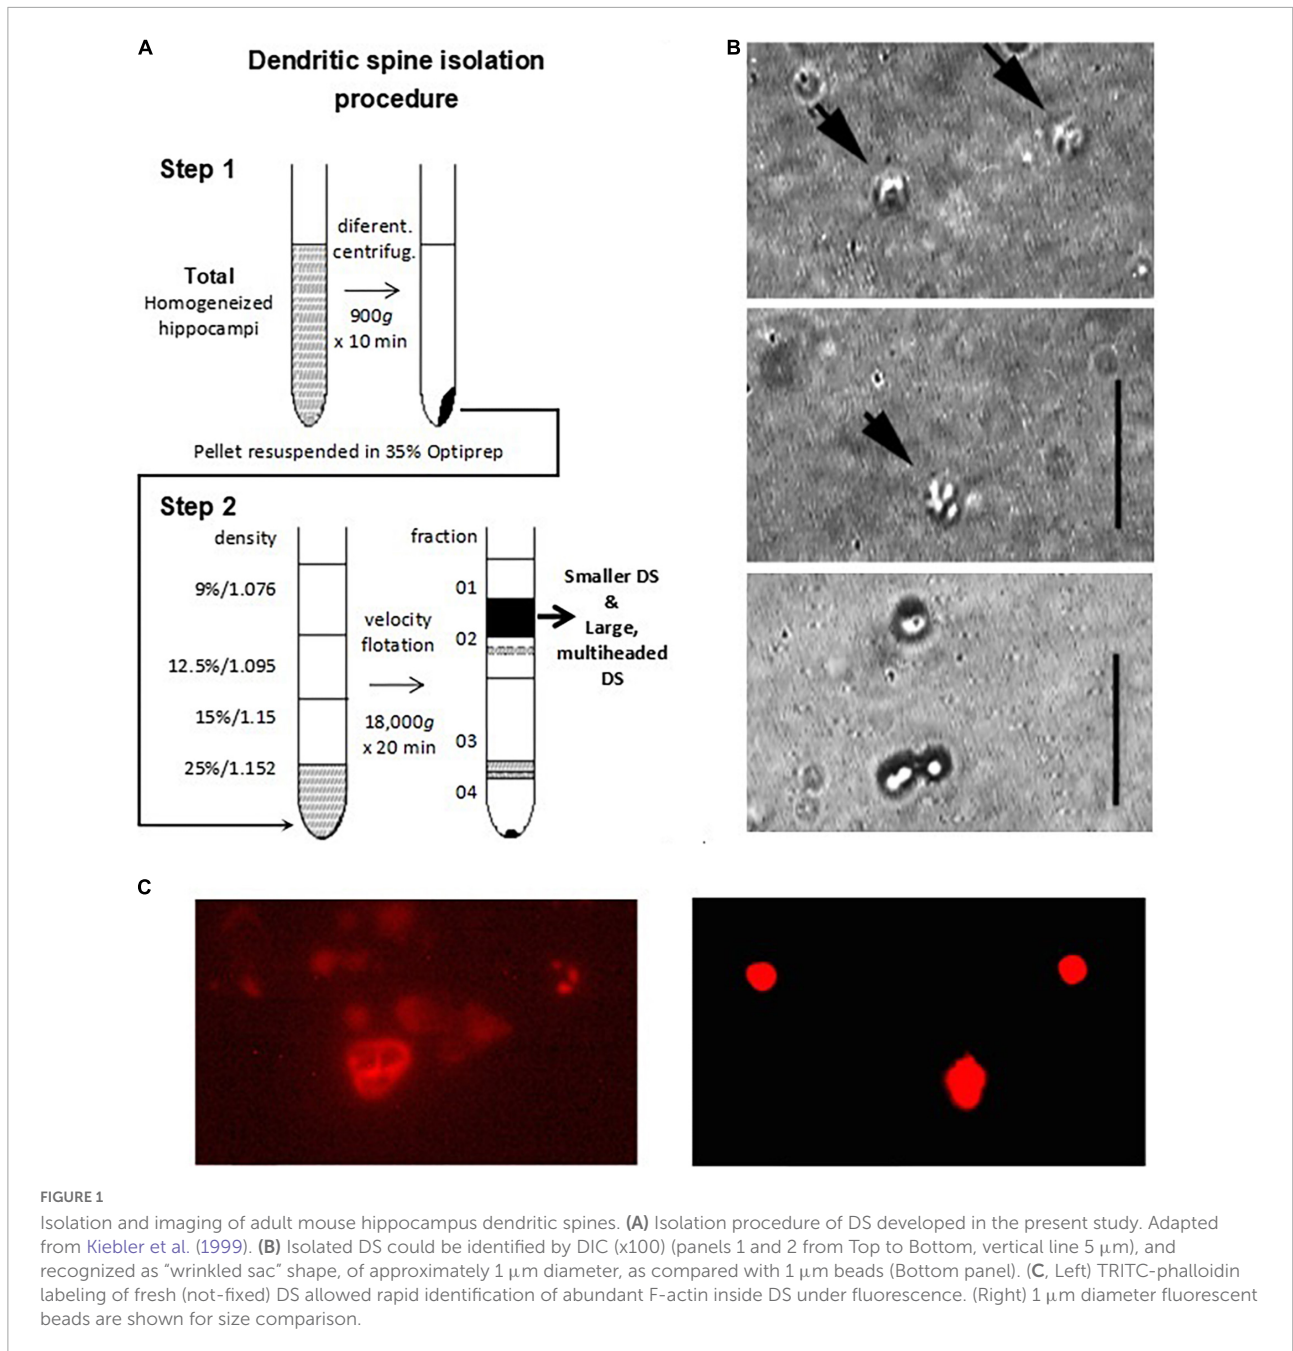 A
Dendritic spine isolation
procedure
Step 1
diferent.
centrifug.
Total
Homogeneized
hippocampi
900g
x 10 min
Pellet resuspended in 35% Optiprep
Step 2
density
fraction
9%/1.076
12.5%/1.095
15%/1.15
25%/1.152
velocity
flotation
18,000g
x 20 min
01
02
03
04
Smaller DS
&
Large,
multiheaded
DS
B
C
FIGURE 1
Isolation and imaging of adult mouse hippocampus dendritic spines. (A) Isolation procedure of DS developed in the present study. Adapted
from Kiebler et al. (1999). (B) Isolated DS could be identified by DIC (x100) (panels 1 and 2 from Top to Bottom, vertical line 5 μm), and
recognized as “wrinkled sac” shape, of approximately 1 μm diameter, as compared with 1 μm beads (Bottom panel). (C, Left) TRITC-phalloidin
labeling of fresh (not-fixed) DS allowed rapid identification of abundant F-actin inside DS under fluorescence. (Right) 1 μm diameter fluorescent
beads are shown for size comparison.